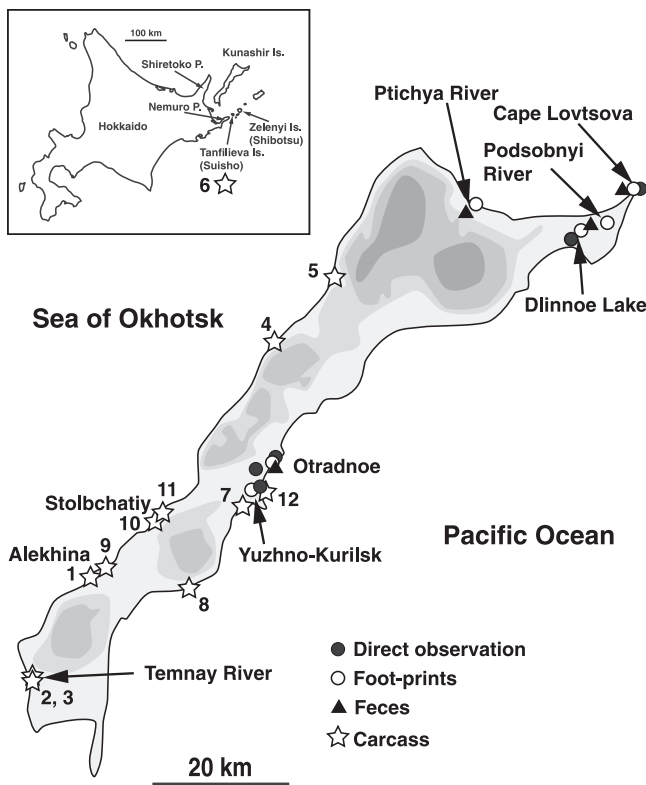 100 km
Kunashir Is.
Shiretoko P.
Nemuro P.
Hokkaido
Zelenyi Is.
(Shibotsu)
Tanfilieva Is.
(Suisho)
6
Ptichya River
Cape Lovtsova
Podsobnyi
River
5
Dlinnoe Lake
Sea of Okhotsk
4
Otradnoe
11
Stolbchatiy
7
12
10
Yuzhno-Kurilsk
Pacific Ocean
9
Alekhina
1
8
Direct observation
Temnay River
Foot-prints
2, 3
Feces
Carcass
20 km